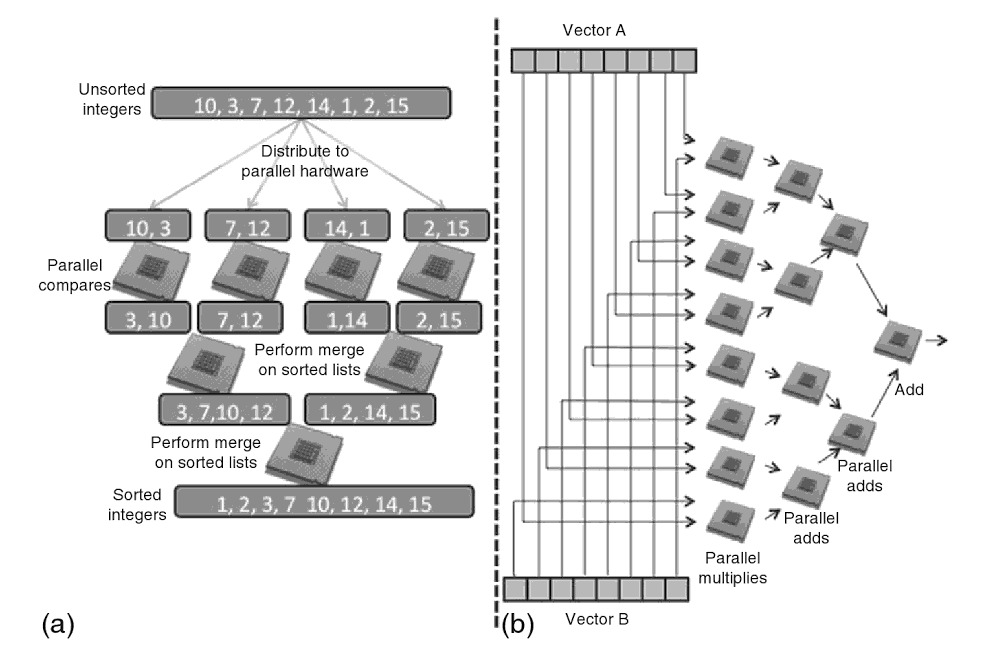 Unsorted
integers
10, 3, 7, 12, 14, 1, 2, 15
Distribute to
parallel hardware
10, 3
7, 12
14, 1
2, 15
Parallel
compares
3, 10
7, 12
1,14
2, 15
Perform merge
on sorted lists
3, 7,10, 12
1, 2, 14, 15
Perform merge
on sorted lists
Sorted
integers
1, 2, 3, 7 10, 12, 14, 15
(a)
Vector A
Add
Parallel
adds
Parallel
adds
Parallel
multiplies
Vector B
(b)